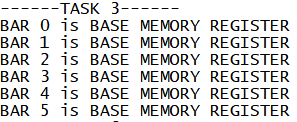 ------TASK 3------
BAR 0 is BASE MEMORY REGISTER
BAR 1 is BASE MEMORY REGISTER
BAR 2 is BASE MEMORY REGISTER
BAR 3 is BASE MEMORY REGISTER
BAR 4 is BASE MEMORY REGISTER
BAR 5 is BASE MEMORY REGISTER